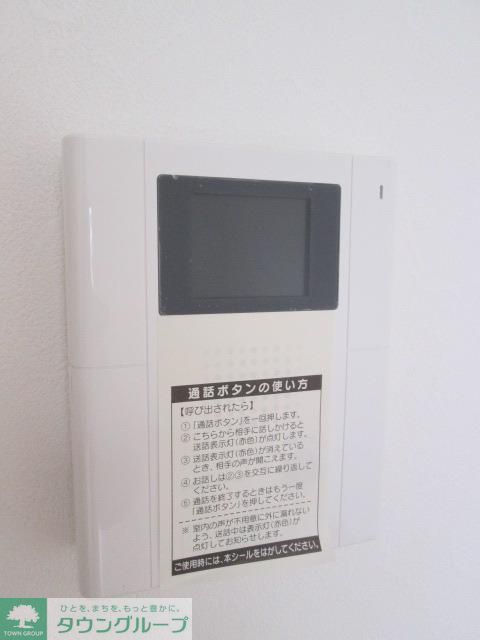 通話ボタンの使い方
【呼び出されたら】
① 「通話ボタン」を一回押します。
② こちらから相手に話しかけると
送話表示灯(赤色)が点灯します。
③ 送話表示灯(赤色)が消えている
とき、相手の声が聞こえます。
④ お話しは②③を交互に繰り返して
ください。
⑤ 通話を終了するときはもう一度
「通話ボタン」を押してください。
※ 室内の声が不用意に外に漏れない
よう、送話中は表示灯(赤色)が
点灯してお知らせします。
ご使用時には、本シールをはがしてください。
ひとを、まちを、もっと豊かに。
TOWN GROUP タウングループ